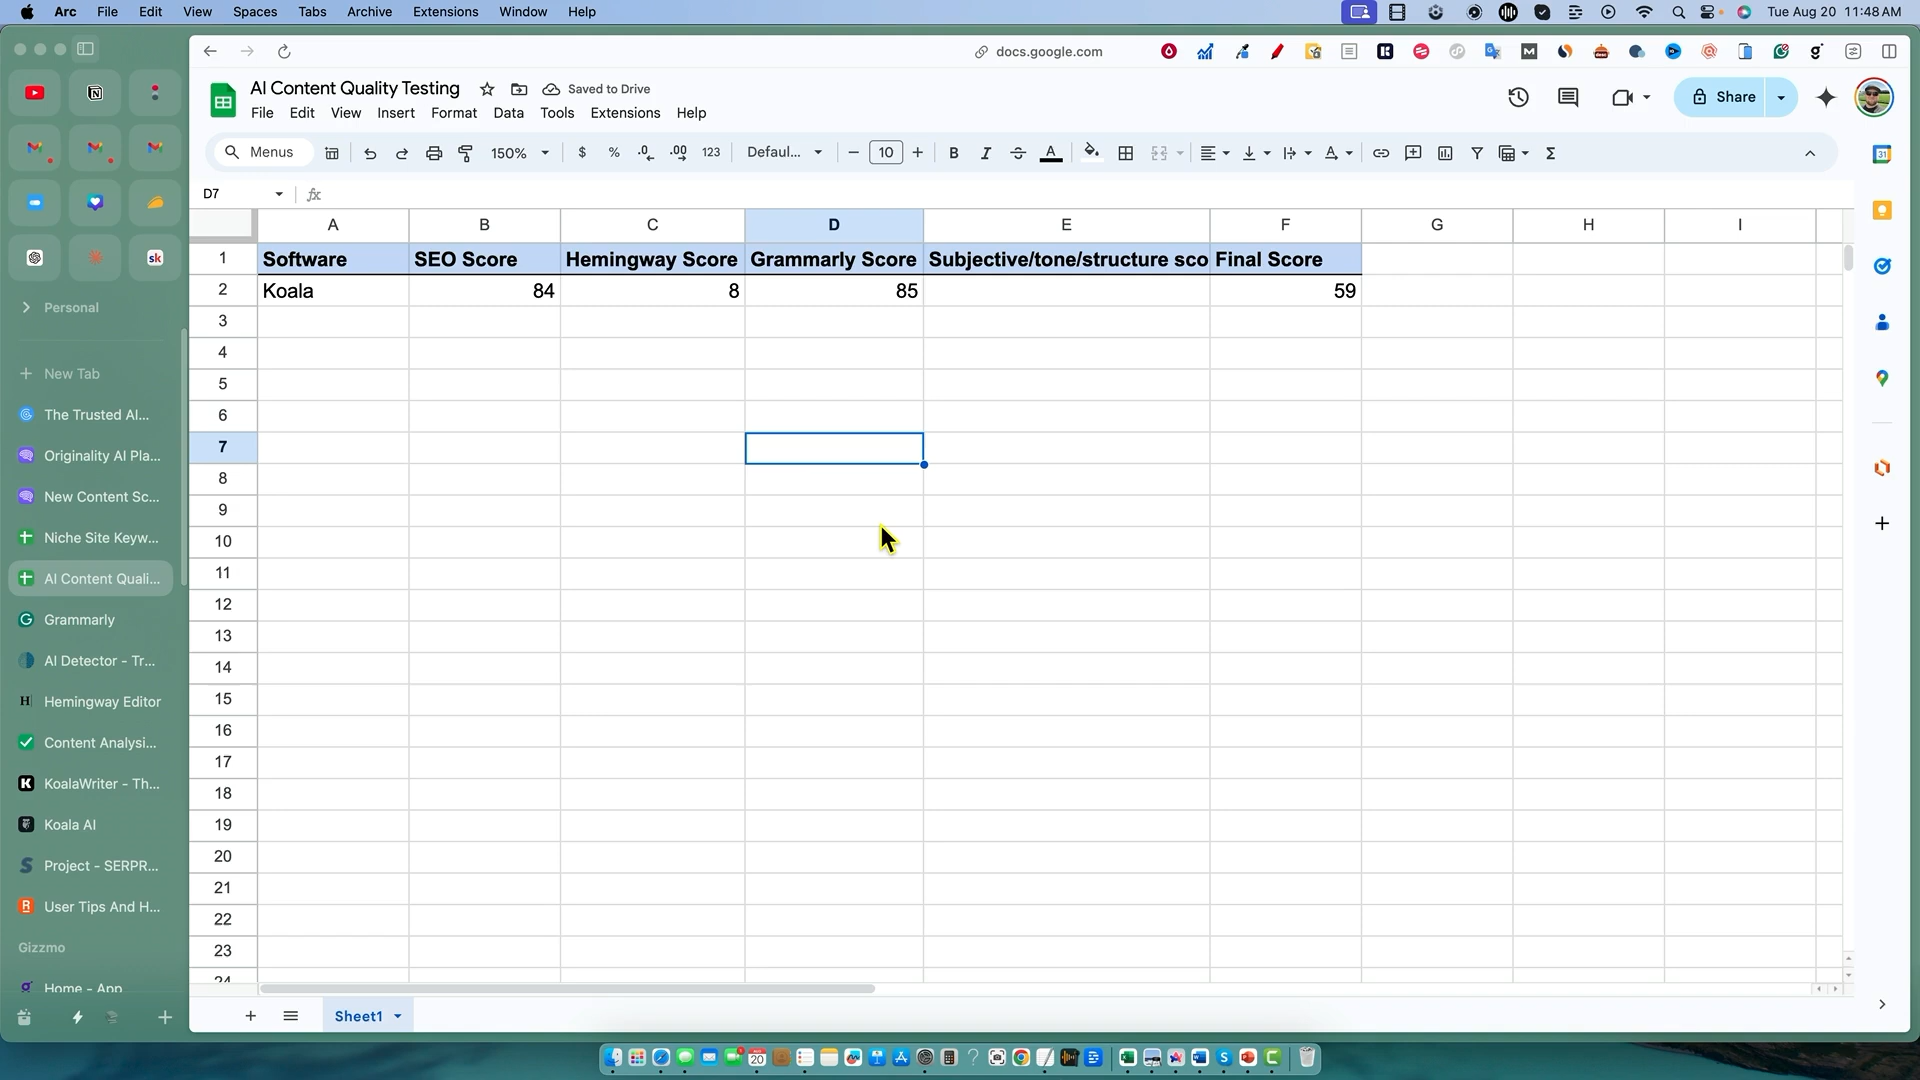 Arc File Edit View Spaces Tabs Archive Extensions Window Help Tue Aug 20 11:48 AM
docs.google.com
AI Content Quality Testing Saved to Drive
File Edit View Insert Format Data Tools Extensions Help
Share
Menus 150% $ % .0 .00 123 Defaul... 10 B I A
D7 fx
A B C D E F G H I
1 Software SEO Score Hemingway Score Grammarly Score Subjective/tone/structure sco Final Score
2 Koala 84 8 85 59
3
4
5
6
7
8
9
10
11
12
13
14
15
16
17
18
19
20
21
22
23
24
Sheet1
sk
Personal
New Tab
The Trusted AI...
Originality AI Pla...
New Content Sc...
Niche Site Keyw...
AI Content Quali...
Grammarly
AI Detector - Tr...
Hemingway Editor
Content Analysi...
KoalaWriter - Th...
Koala AI
Project - SERPR...
User Tips And H...
Gizzmo
Home - App